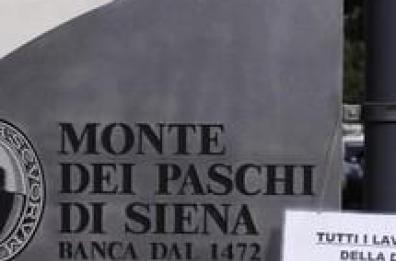 MONTE
DEI PASCHI
DI SIENA
BANCA DAL 1472
TUTTI I LAV
DELLA D